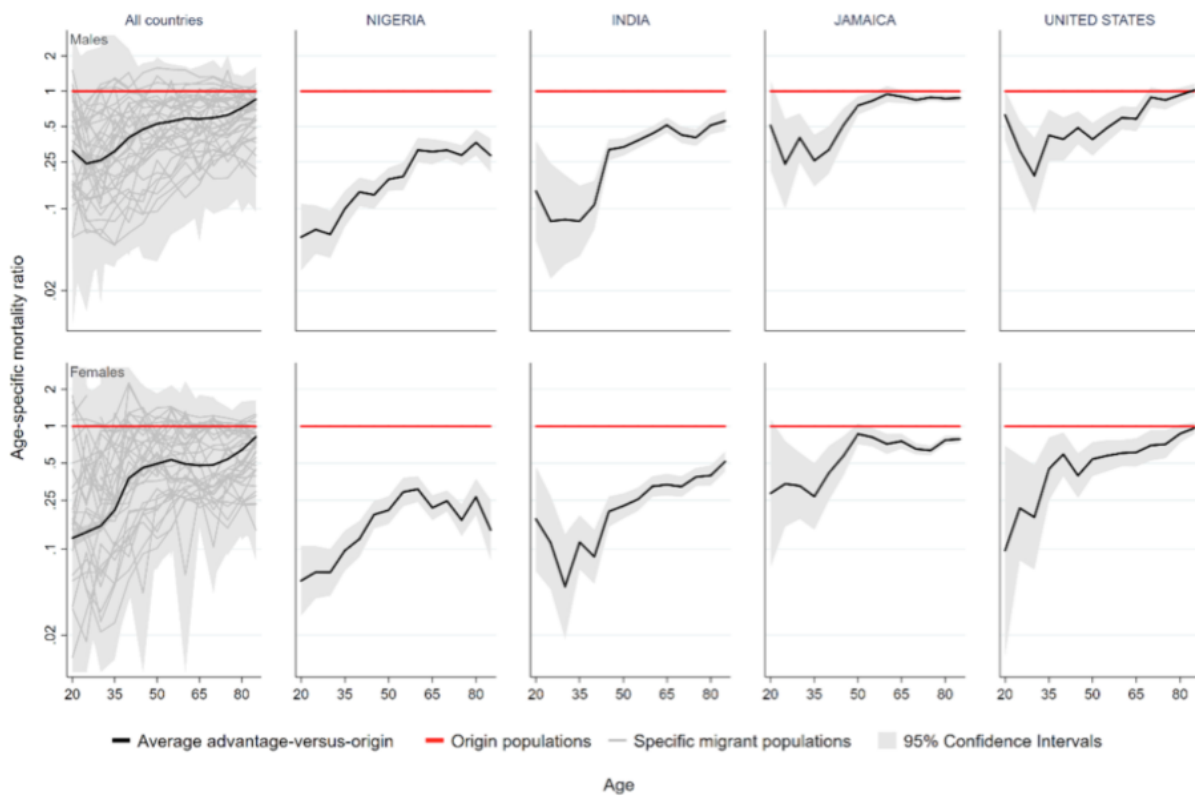 All countries NIGERIA INDIA JAMAICA UNITED STATES
Males
2
1
.5
.25
.1
.02
Age-specific mortality ratio
Females
2
1
.5
.25
.1
.02
20 35 50 65 80 20 35 50 65 80 20 35 50 65 80 20 35 50 65 80 20 35 50 65 80
Average advantage-versus-origin Origin populations Specific migrant populations 95% Confidence Intervals
Age